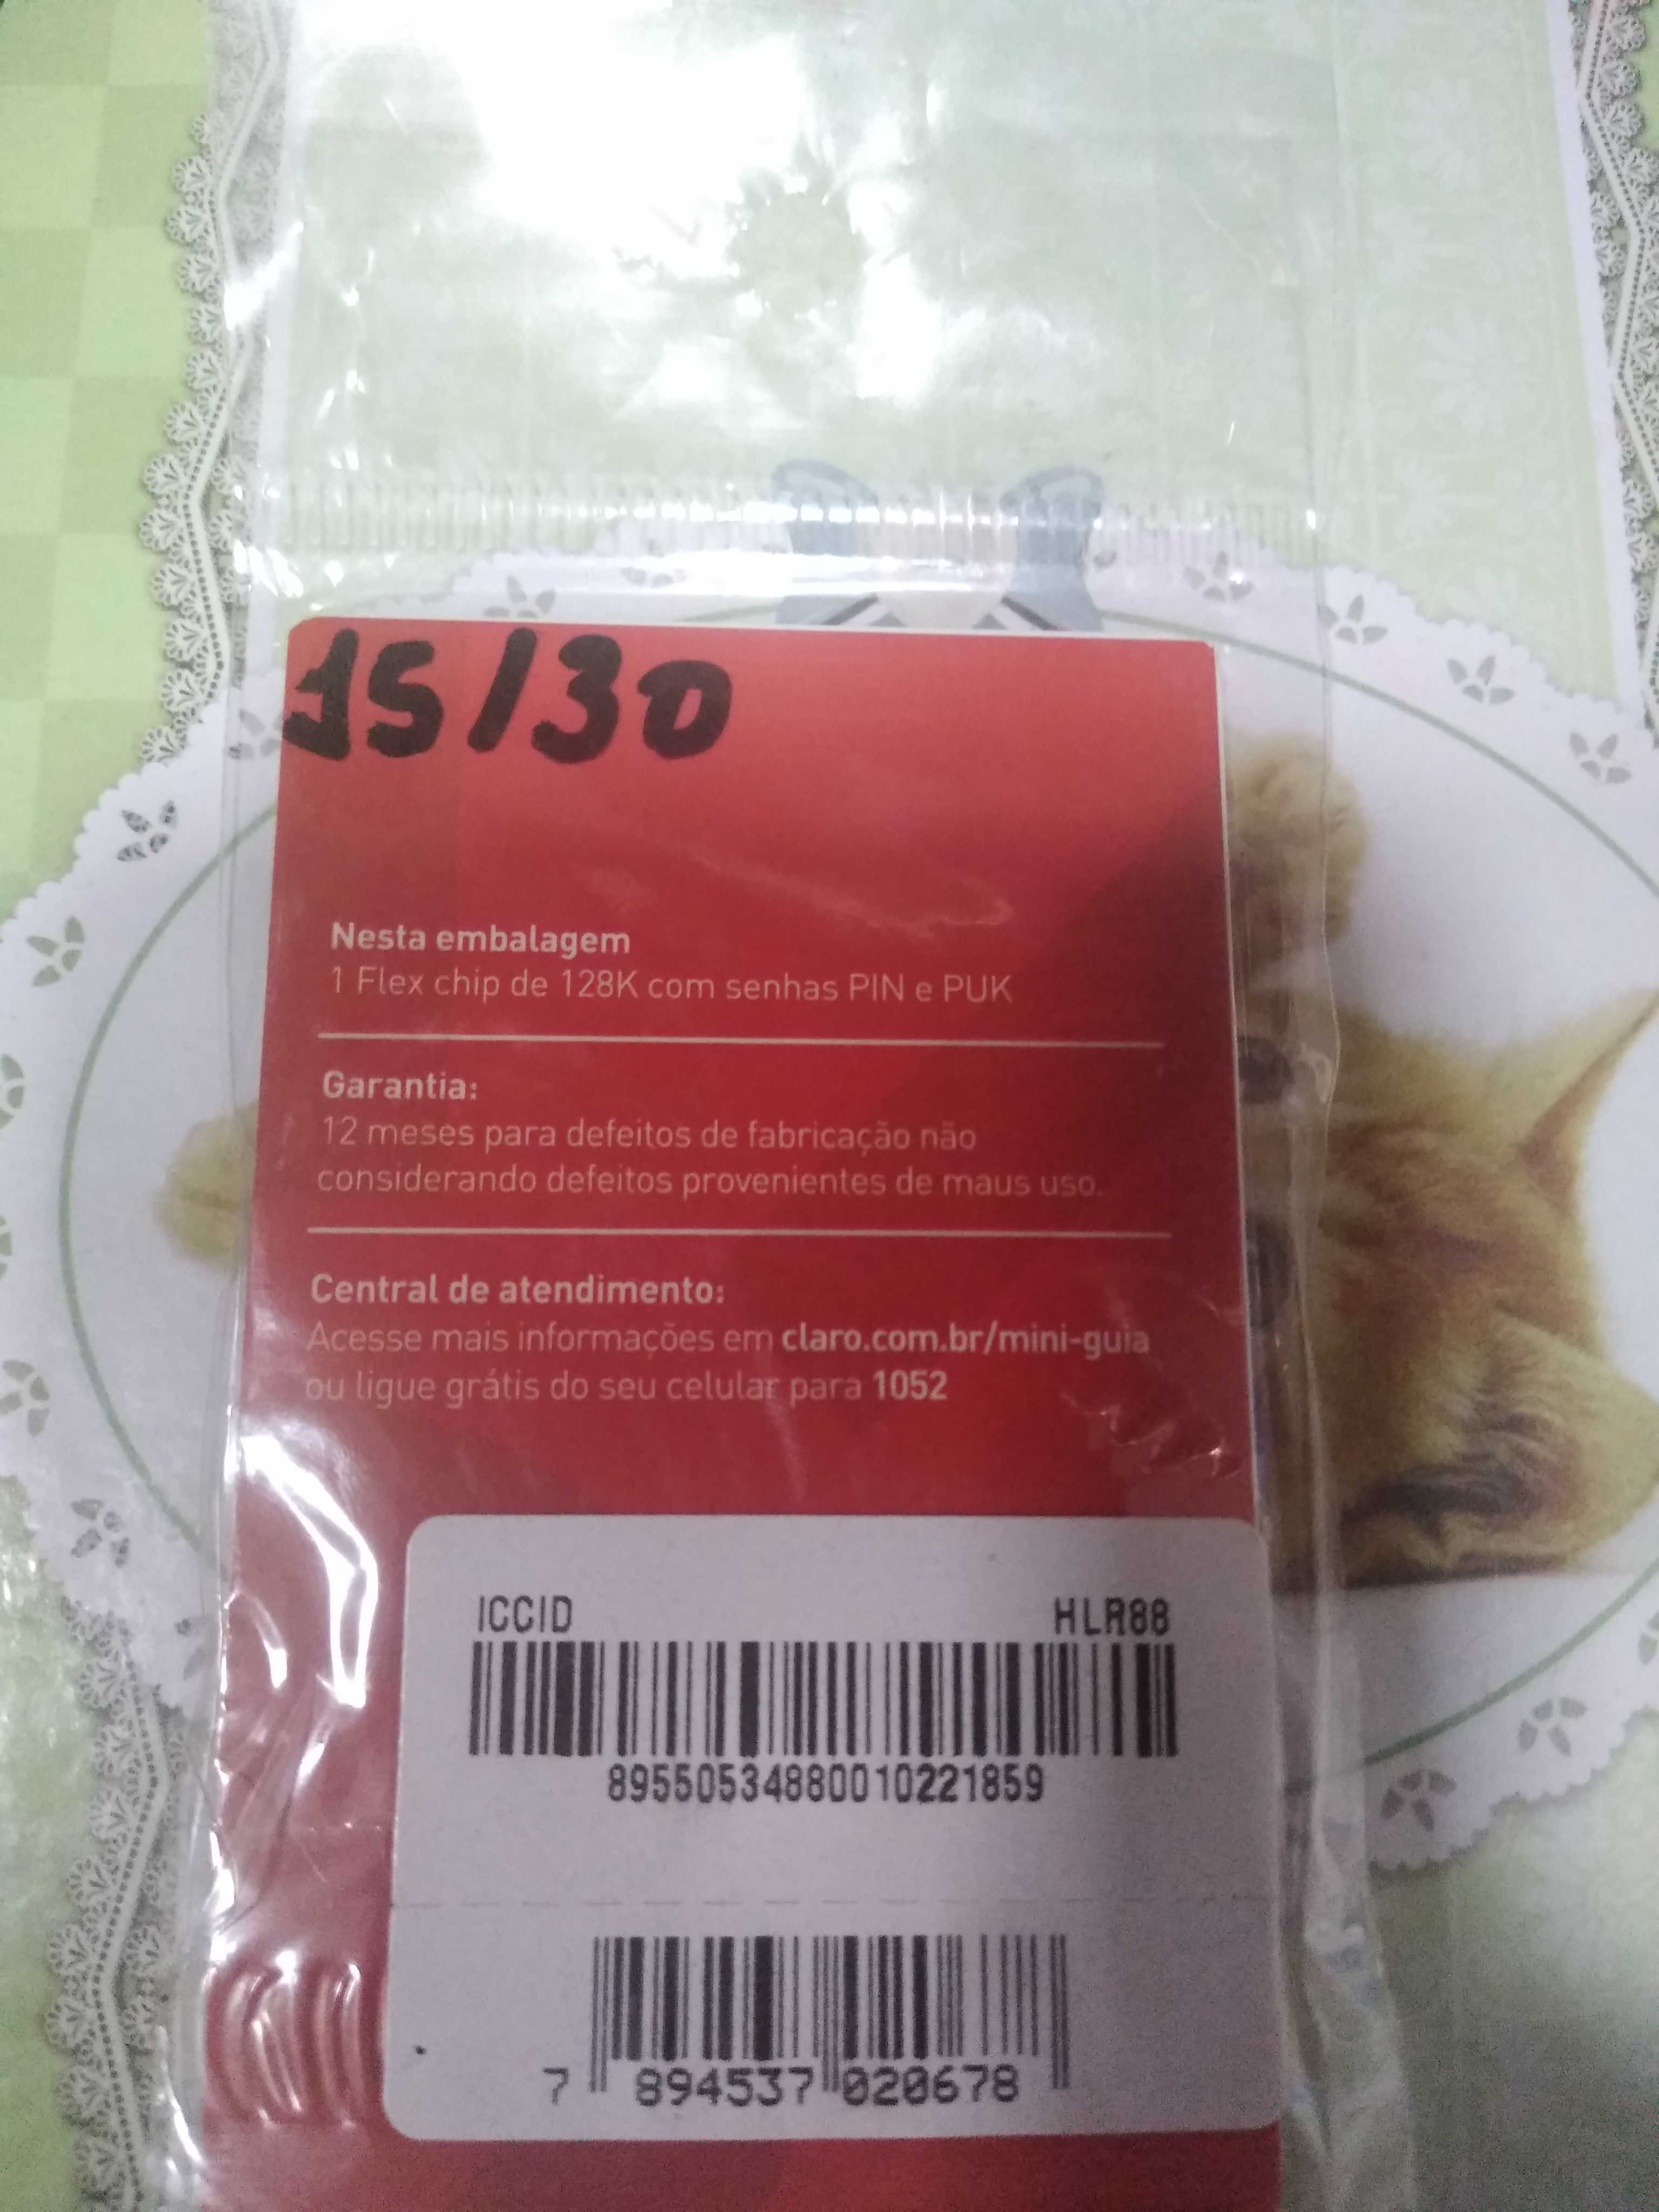 15/30
Nesta embalagem
1 Flex chip de 128K com senhas PIN e PUK
Garantia:
12 meses para defeitos de fabricação não
considerando defeitos provenientes de maus uso.
Central de atendimento:
Acesse mais informações em claro.com.br/mini-guia
ou ligue grátis do seu celular para 1052
ICCID HLR88
89550534880010221859
7 894537 020678